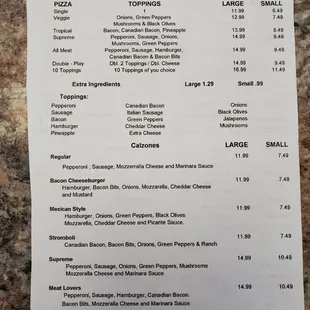 PIZZA TOPPINGS LARGE SMALL
Single 1 11.99 6.49
Veggie Onions, Green Peppers 12.99 7.49
Mushrooms & Black Olives
Tropical Bacon, Canadian Bacon, Pineapple 13.99 8.49
Supreme Pepperoni, Sausage, Onions, 14.99 9.49
Mushrooms, Green Peppers
All Meat Pepperoni, Sausage, Hamburger, 14.99 9.49
Canadian Bacon & Bacon Bits
Double - Play Dbl. 2 Toppings / Dbl. Cheese 14.99 9.49
10 Toppings 10 Toppings of you choice 16.99 11.49
Extra Ingredients Large 1.29 Small .99
Toppings:
Pepperoni Canadian Bacon Onions
Sausage Italian Sausage Black Olives
Bacon Green Peppers Jalapenos
Hamburger Cheddar Cheese Mushrooms
Pineapple Extra Cheese
Calzones LARGE SMALL
Regular 11.99 7.49
Pepperoni , Sausage, Mozzerralla Cheese and Marinara Sauce
Bacon Cheeseburger 11.99 7.49
Hamburger, Bacon Bits, Onions, Mozzarella, Cheddar Cheese
and Mustard
Mexican Style 11.99 7.49
Hamburger, Onions, Green Peppers, Black Olives
Mozzarella, Cheddar Cheese and Picante Sauce.
Stromboli 11.99 7.49
Canadian Bacon, Bacon Bits, Onions, Green Peppers & Ranch
Supreme 14.99 10.49
Pepperoni, Sausage, Onions, Green Peppers, Mushrooms
Mozzeralla Cheese and Marinara Sauce
Meat Lovers 14.99 10.49
Pepperoni, Sausage, Hamburger, Canadian Bacon.
Bacon Bits, Mozzeralla Cheese and Marinara Sauce